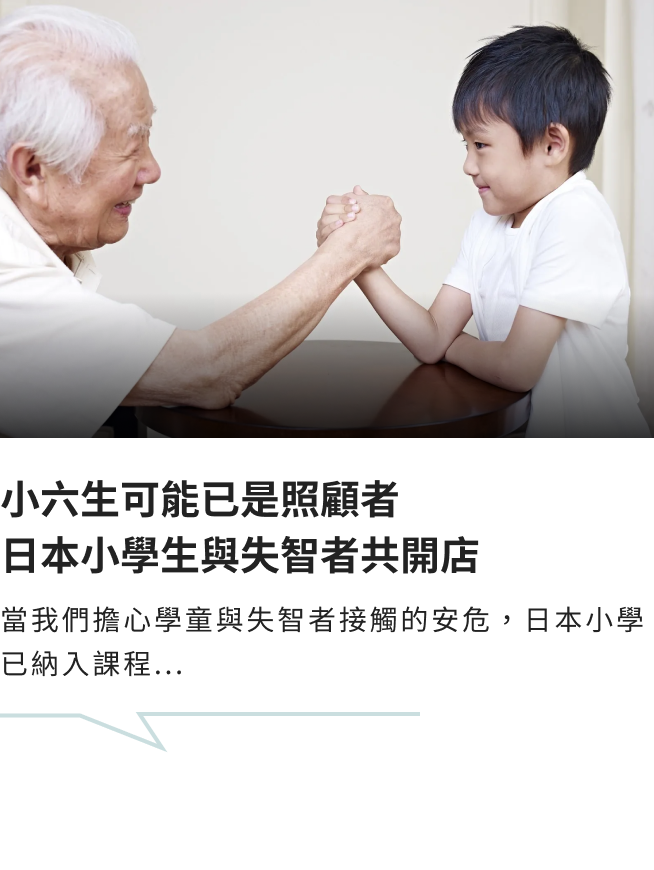 小六生可能已是照顧者
日本小學生與失智者共開店
當我們擔心學童與失智者接觸的安危，日本小學
已納入課程...